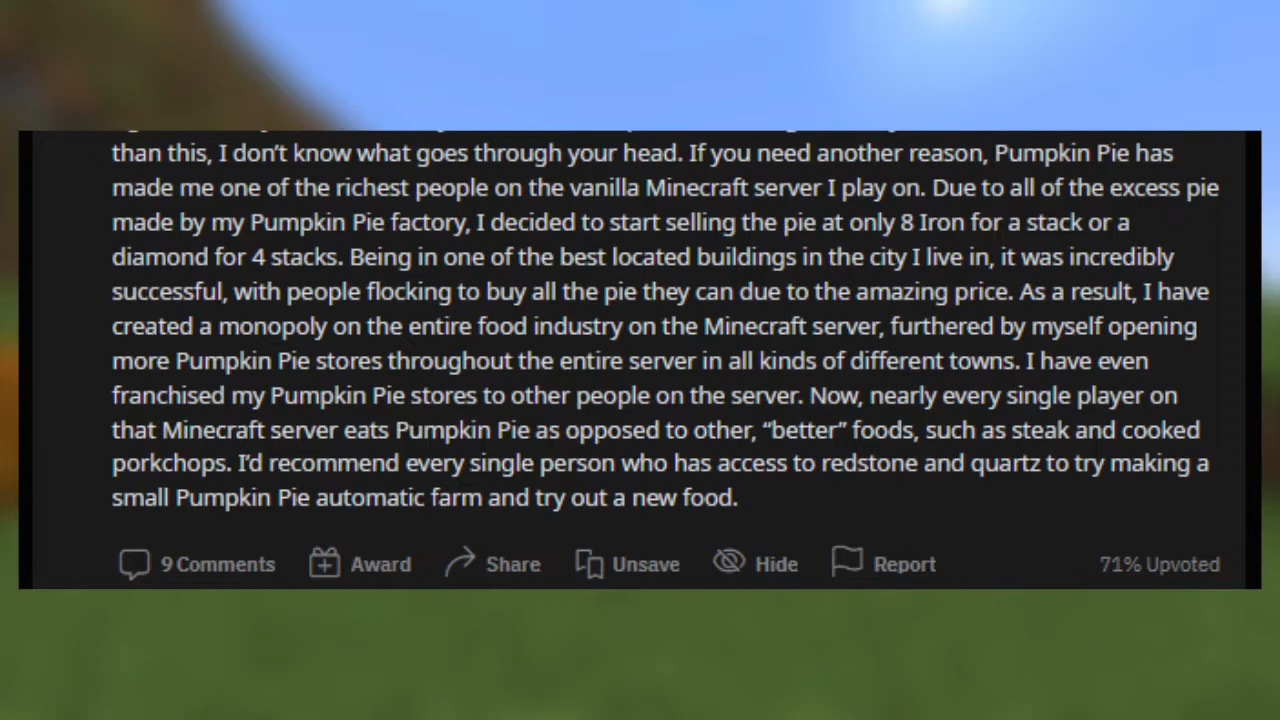 than this, I don’t know what goes through your head. If you need another reason, Pumpkin Pie has
made me one of the richest people on the vanilla Minecraft server I play on. Due to all of the excess pie
made by my Pumpkin Pie factory, I decided to start selling the pie at only 8 Iron for a stack or a
diamond for 4 stacks. Being in one of the best located buildings in the city I live in, it was incredibly
successful, with people flocking to buy all the pie they can due to the amazing price. As a result, I have
created a monopoly on the entire food industry on the Minecraft server, furthered by myself opening
more Pumpkin Pie stores throughout the entire server in all kinds of different towns. I have even
franchised my Pumpkin Pie stores to other people on the server. Now, nearly every single player on
that Minecraft server eats Pumpkin Pie as opposed to other, “better” foods, such as steak and cooked
porkchops. I’d recommend every single person who has access to redstone and quartz to try making a
small Pumpkin Pie automatic farm and try out a new food.
9 Comments Award Share Unsave Hide Report 71% Upvoted